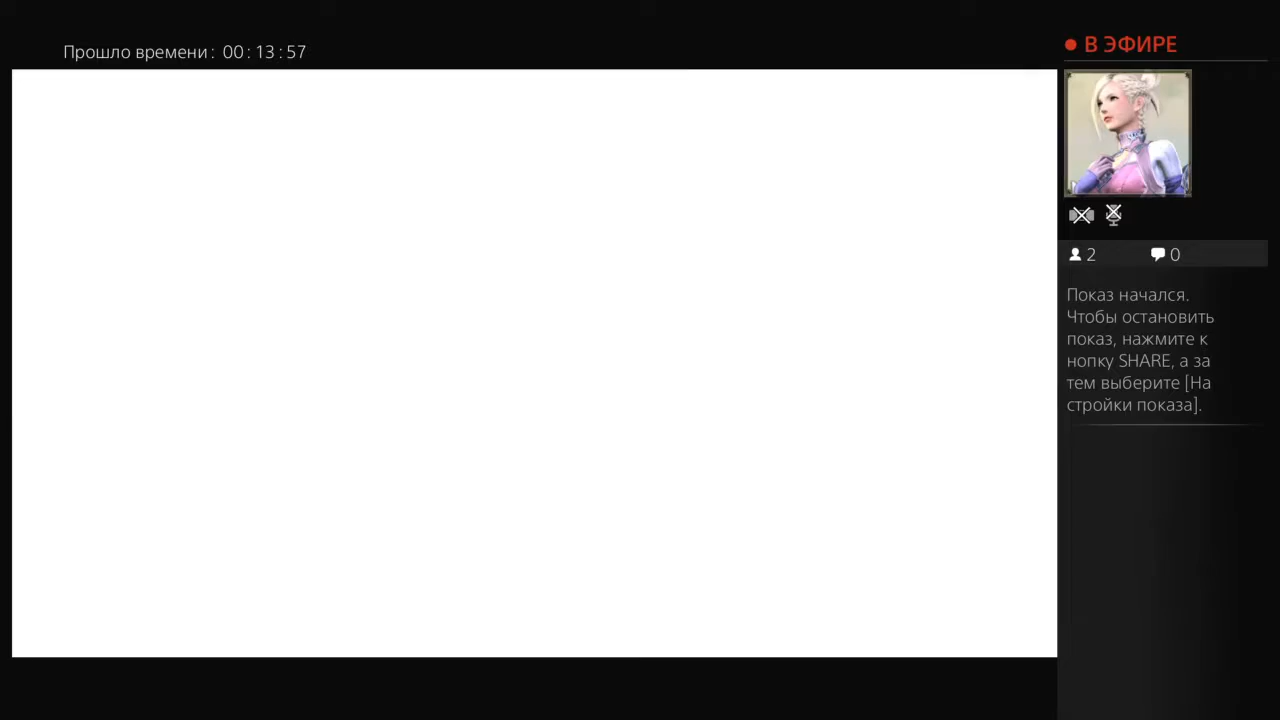 Прошло времени: 00:13:57
В ЭФИРЕ
2
0
Показ начался.
Чтобы остановить
показ, нажмите к
нопку SHARE, а за
тем выберите [На
стройки показа].